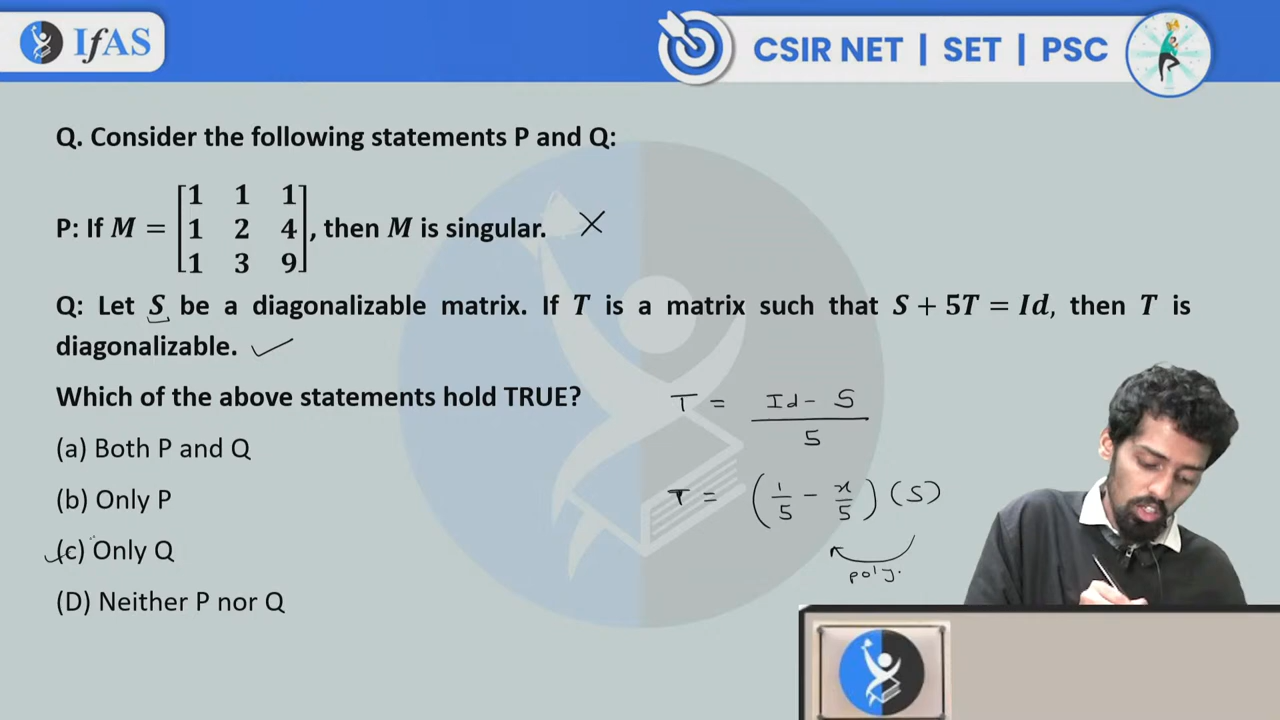 IfAS
CSIR NET | SET | PSC
Q. Consider the following statements P and Q:
P: If M = [1 1 1
1 2 4
1 3 9], then M is singular. ×
Q: Let S be a diagonalizable matrix. If T is a matrix such that S + 5T = Id, then T is
diagonalizable. ✓
Which of the above statements hold TRUE?
(a) Both P and Q
(b) Only P
(c) Only Q
(D) Neither P nor Q
T = Id - S
5
T = (1/5 - x/5) (S)
poly.